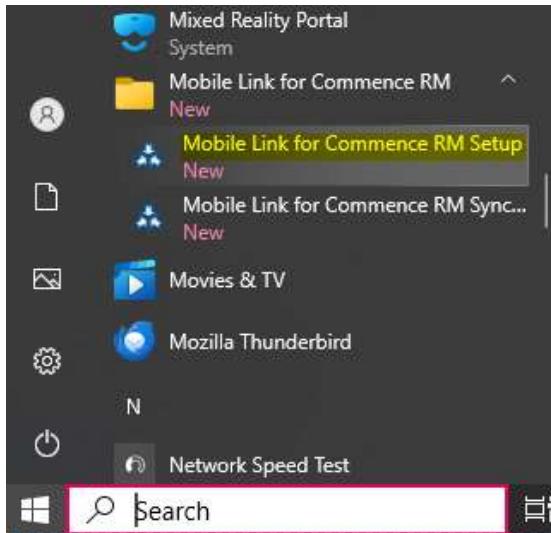 Mixed Reality Portal
System
Mobile Link for Commence RM
New
Mobile Link for Commence RM Setup
New
Mobile Link for Commence RM Sync...
New
Movies & TV
Mozilla Thunderbird
N
Network Speed Test
Search